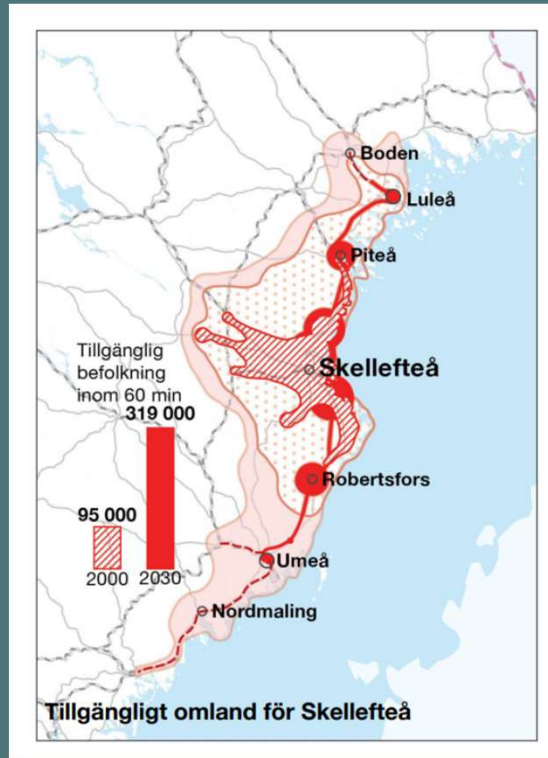 Boden
Luleå
Piteå
Skellefteå
Tillgänglig
befolkning
inom 60 min
319 000
95 000
2000
2030
Robertsfors
Umeå
Nordmaling
Tillgängligt omland för Skellefteå